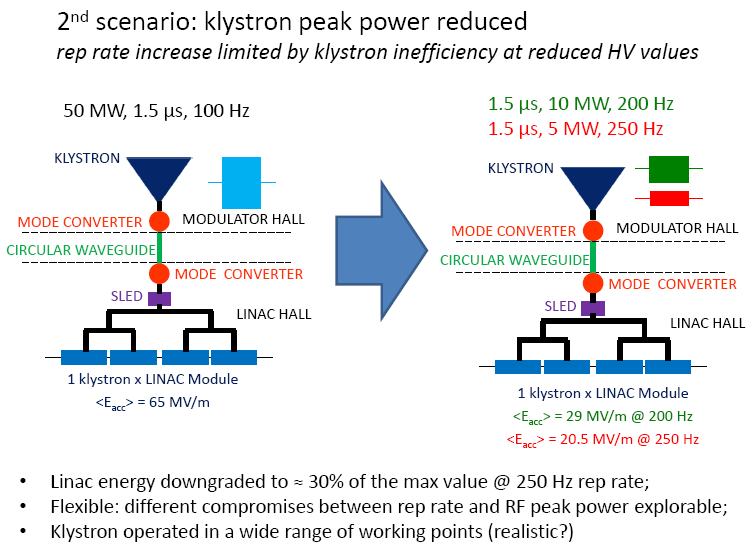 2nd scenario: klystron peak power reduced
rep rate increase limited by klystron inefficiency at reduced HV values
50 MW, 1.5 µs, 100 Hz
KLYSTRON
MODE CONVERTER
MODULATOR HALL
CIRCULAR WAVEGUIDE
MODE CONVERTER
SLED
LINAC HALL
1 klystron x LINAC Module
<Eacc> = 65 MV/m
1.5 µs, 10 MW, 200 Hz
1.5 µs, 5 MW, 250 Hz
KLYSTRON
MODE CONVERTER
MODULATOR HALL
CIRCULAR WAVEGUIDE
MODE CONVERTER
SLED
LINAC HALL
1 klystron x LINAC Module
<Eacc> = 29 MV/m @ 200 Hz
<Eacc> = 20.5 MV/m @ 250 Hz
• Linac energy downgraded to ≈ 30% of the max value @ 250 Hz rep rate;
• Flexible: different compromises between rep rate and RF peak power explorable;
• Klystron operated in a wide range of working points (realistic?)